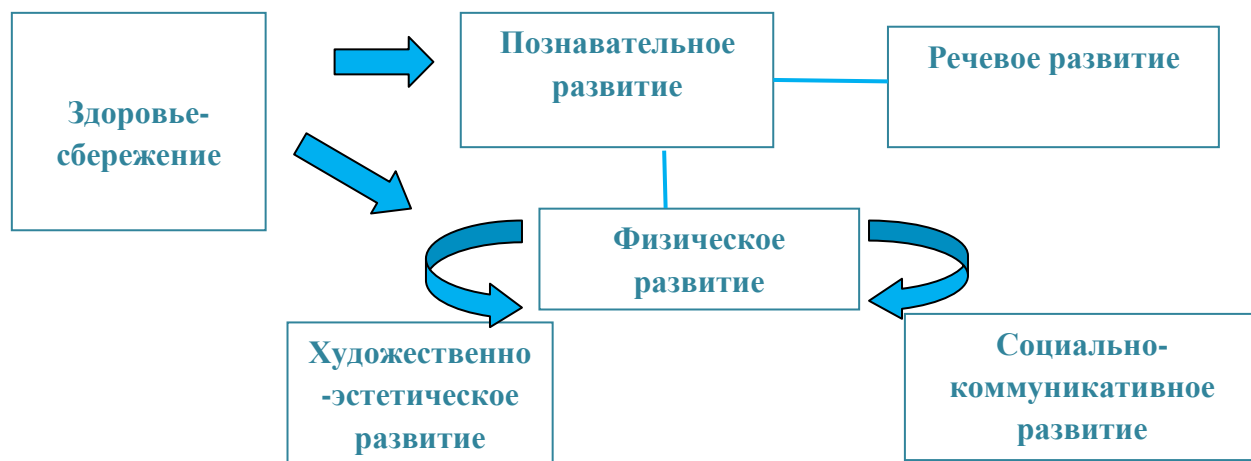 Здоровье-
сбережение
Познавательное
развитие
Речевое развитие
Физическое
развитие
Художественно
-эстетическое
развитие
Социально-
коммуникативное
развитие